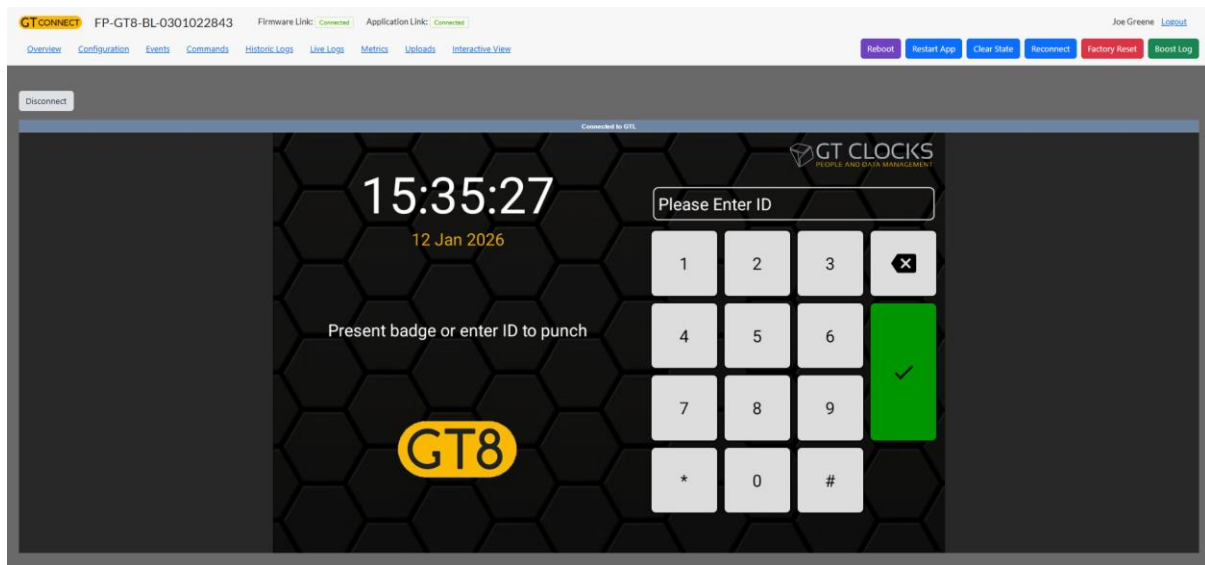 GT CONNECT FP-GT8-BL-0301022843 Firmware Link: Connected Application Link: Connected Joe Greene Logout
Overview Configuration Events Commands Historic Logs Live Logs Metrics Uploads Interactive View Reboot Restart App Clear State Reconnect Factory Reset Boost Log
Disconnect
Connected to GTL
GT CLOCKS
PEOPLE AND DATA MANAGEMENT
15:35:27
12 Jan 2026
Present badge or enter ID to punch
GT8
Please Enter ID
1 2 3
4 5 6
7 8 9
* 0 #